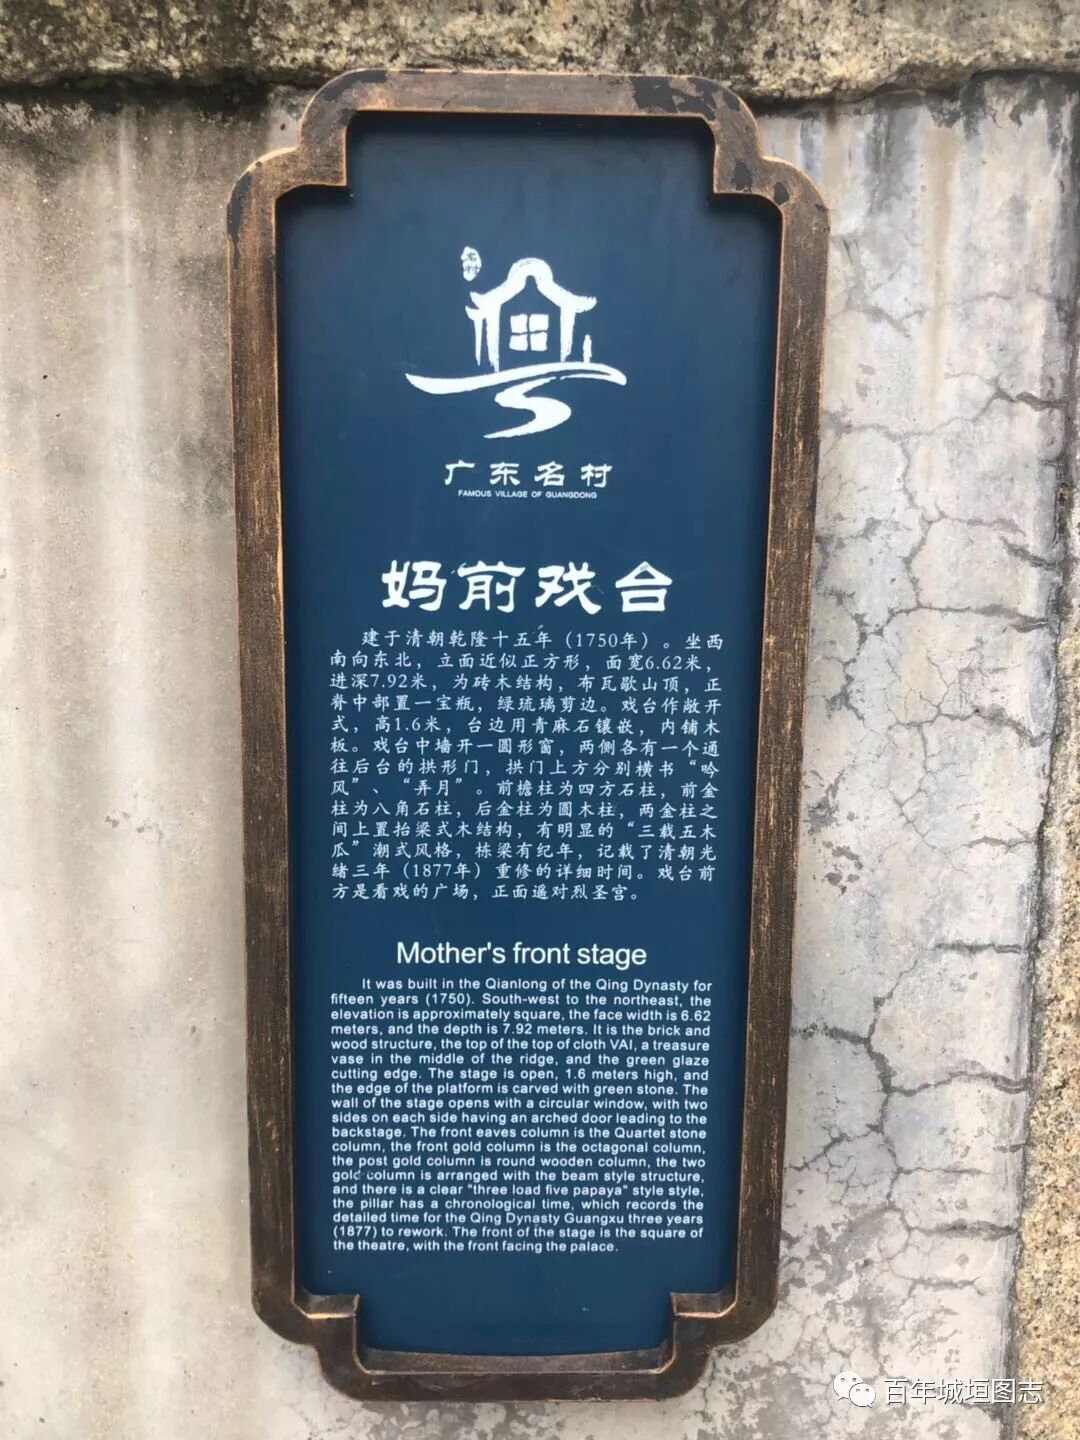 广东名村
FAMOUS VILLAGE OF GUANGDONG
妈前戏台
建于清朝乾隆十五年（1750年）。坐西
南向东北，立面近似正方形，面宽6.62米，
进深7.92米，为砖木结构，布瓦歇山顶，正
脊中部置一宝瓶，绿琉璃剪边。戏台作敞开
式，高1.6米，台边用青麻石镶嵌，内铺木
板。戏台中墙开一圆形窗，两侧各有一个通
往后台的拱形门，拱门上方分别横书“吟
风”、“弄月”。前檐柱为四方石柱，前金
柱为八角石柱，后金柱为圆木柱，两金柱之
间上置抬梁式木结构，有明显的“三载五木
瓜”潮式风格，栋梁有纪年，记载了清朝光
绪三年（1877年）重修的详细时间。戏台前
方是看戏的广场，正面遥对烈圣宫。
Mother's front stage
It was built in the Qianlong of the Qing Dynasty for
fifteen years (1750). South-west to the northeast, the
elevation is approximately square, the face width is 6.62
meters, and the depth is 7.92 meters. It is the brick and
wood structure, the top of the top of cloth VAI, a treasure
vase in the middle of the ridge, and the green glaze
cutting edge. The stage is open, 1.6 meters high, and
the edge of the platform is carved with green stone. The
wall of the stage opens with a circular window, with two
sides on each side having an arched door leading to the
backstage. The front eaves column is the Quartet stone
column, the front gold column is the octagonal column,
the post gold column is round wooden column, the two
gold column is arranged with the beam style structure,
and there is a clear "three load five papaya" style style,
the pillar has a chronological time, which records the
detailed time for the Qing Dynasty Guangxu three years
(1877) to rework. The front of the stage is the square of
the theatre, with the front facing the palace.
百年城垣图志